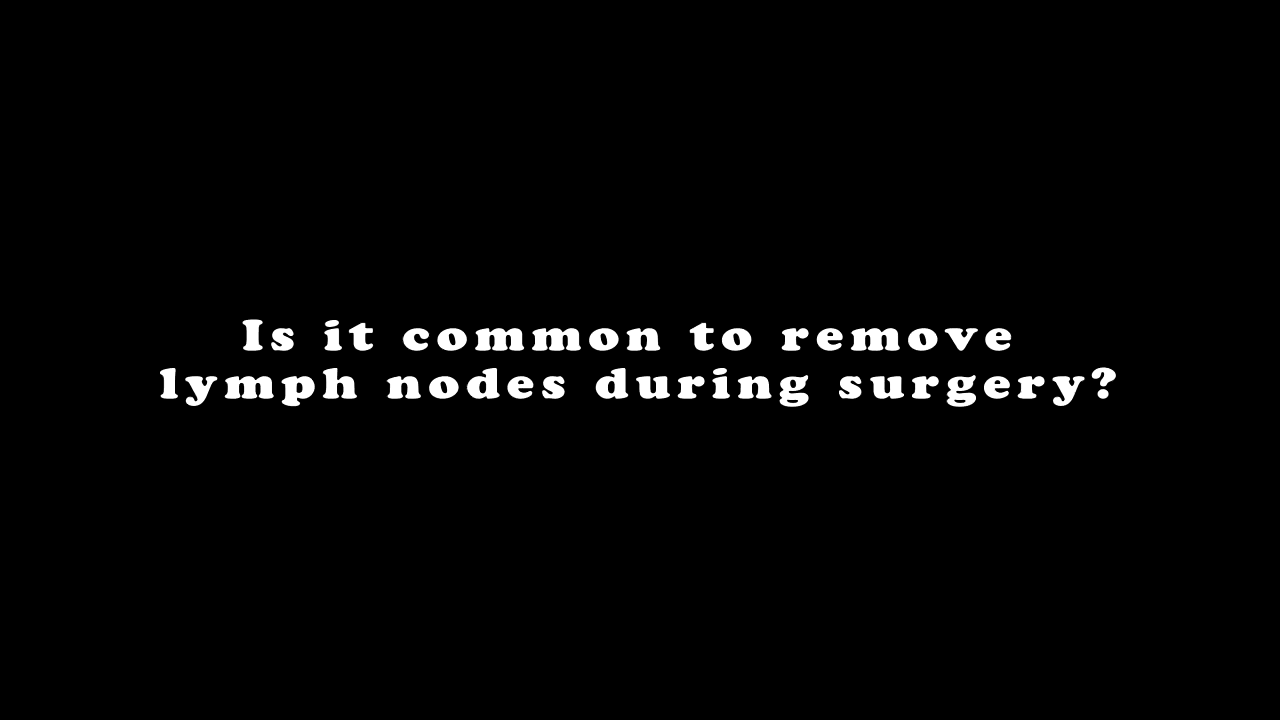 Is it common to remove
lymph nodes during surgery?